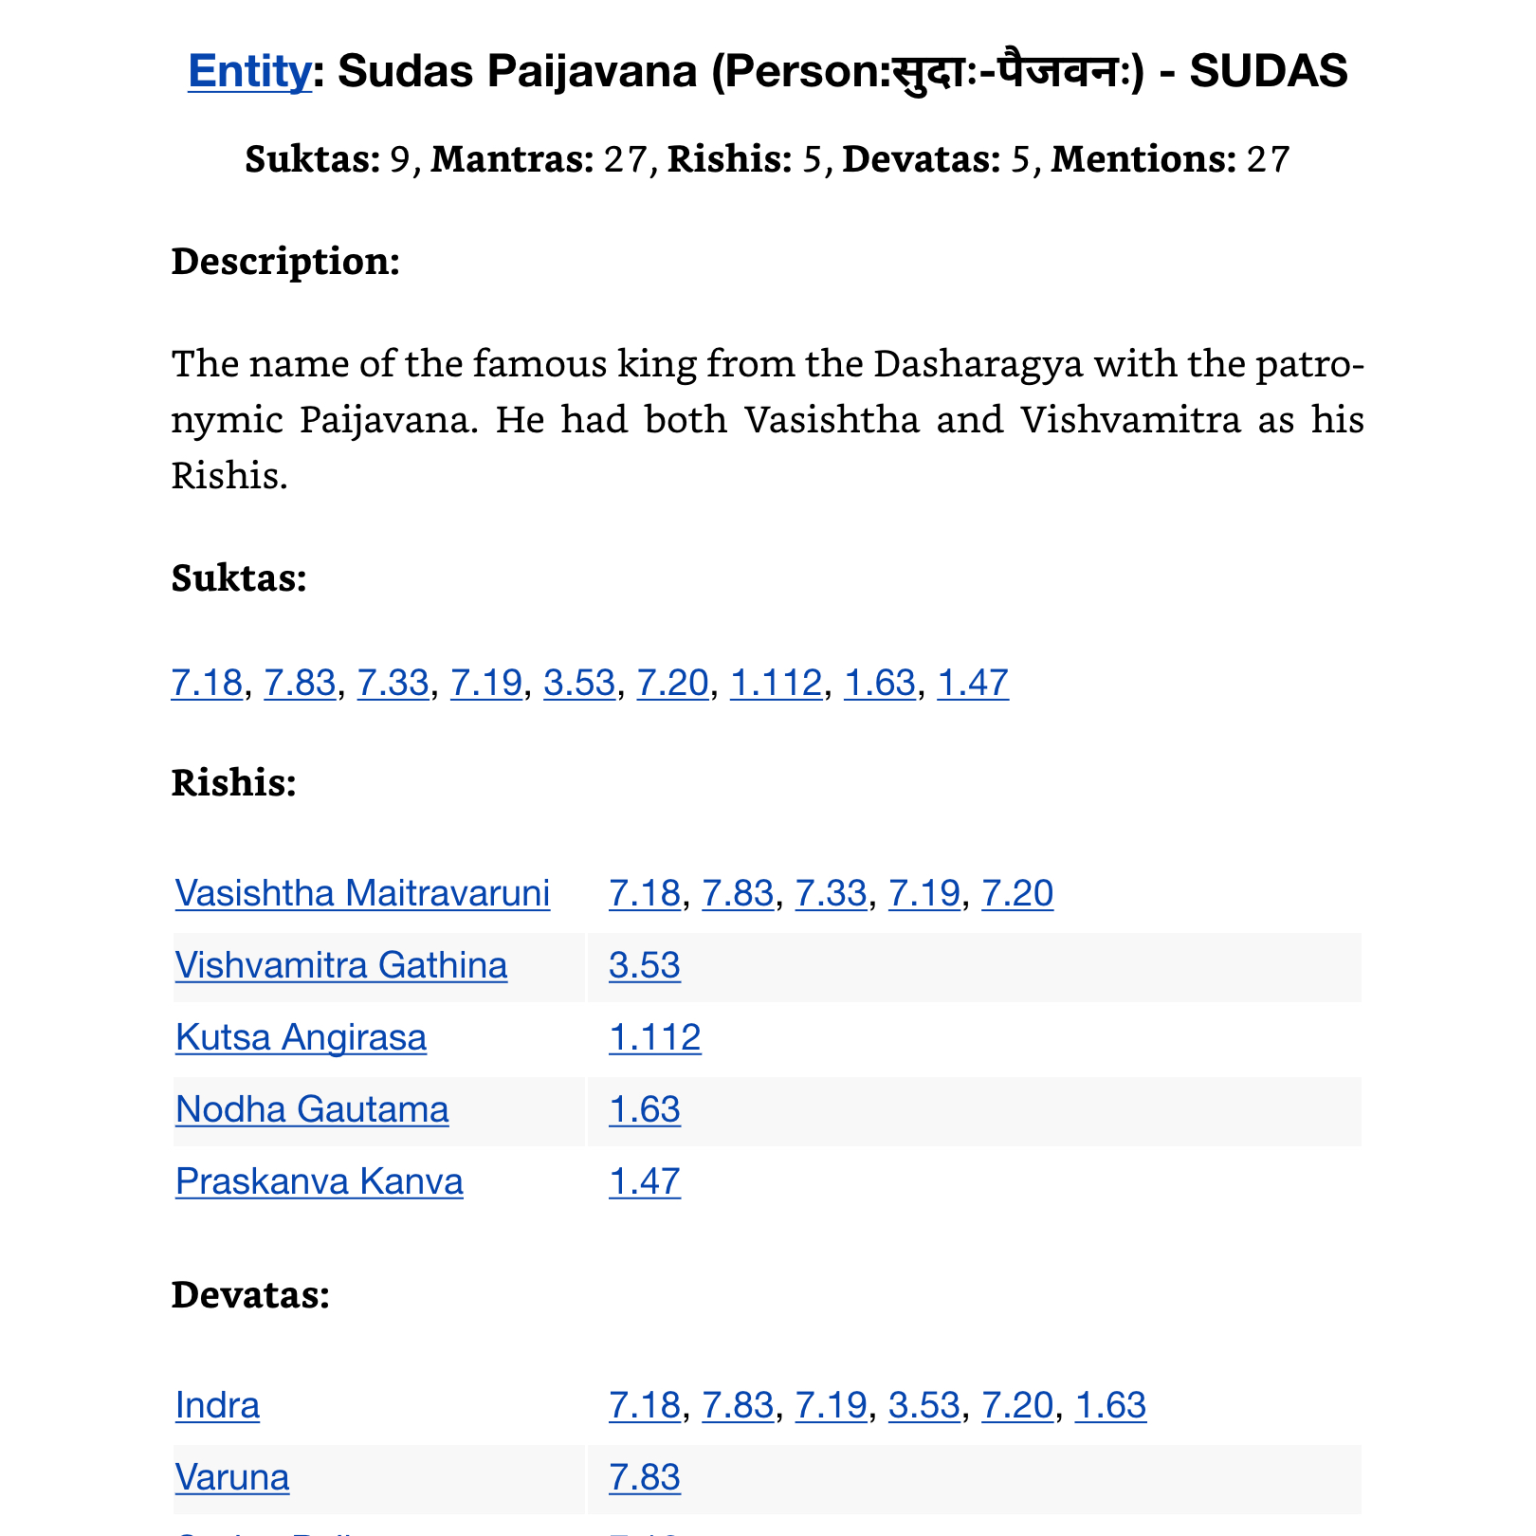 Entity: Sudas Paijavana (Person:सुदाः-पैजवनः) - SUDAS
Suktas: 9, Mantras: 27, Rishis: 5, Devatas: 5, Mentions: 27
Description:
The name of the famous king from the Dasharagya with the patro-
nymic Paijavana. He had both Vasishtha and Vishvamitra as his
Rishis.
Suktas:
7.18, 7.83, 7.33, 7.19, 3.53, 7.20, 1.112, 1.63, 1.47
Rishis:
Vasishtha Maitravaruni 7.18, 7.83, 7.33, 7.19, 7.20
Vishvamitra Gathina 3.53
Kutsa Angirasa 1.112
Nodha Gautama 1.63
Praskanva Kanva 1.47
Devatas:
Indra 7.18, 7.83, 7.19, 3.53, 7.20, 1.63
Varuna 7.83